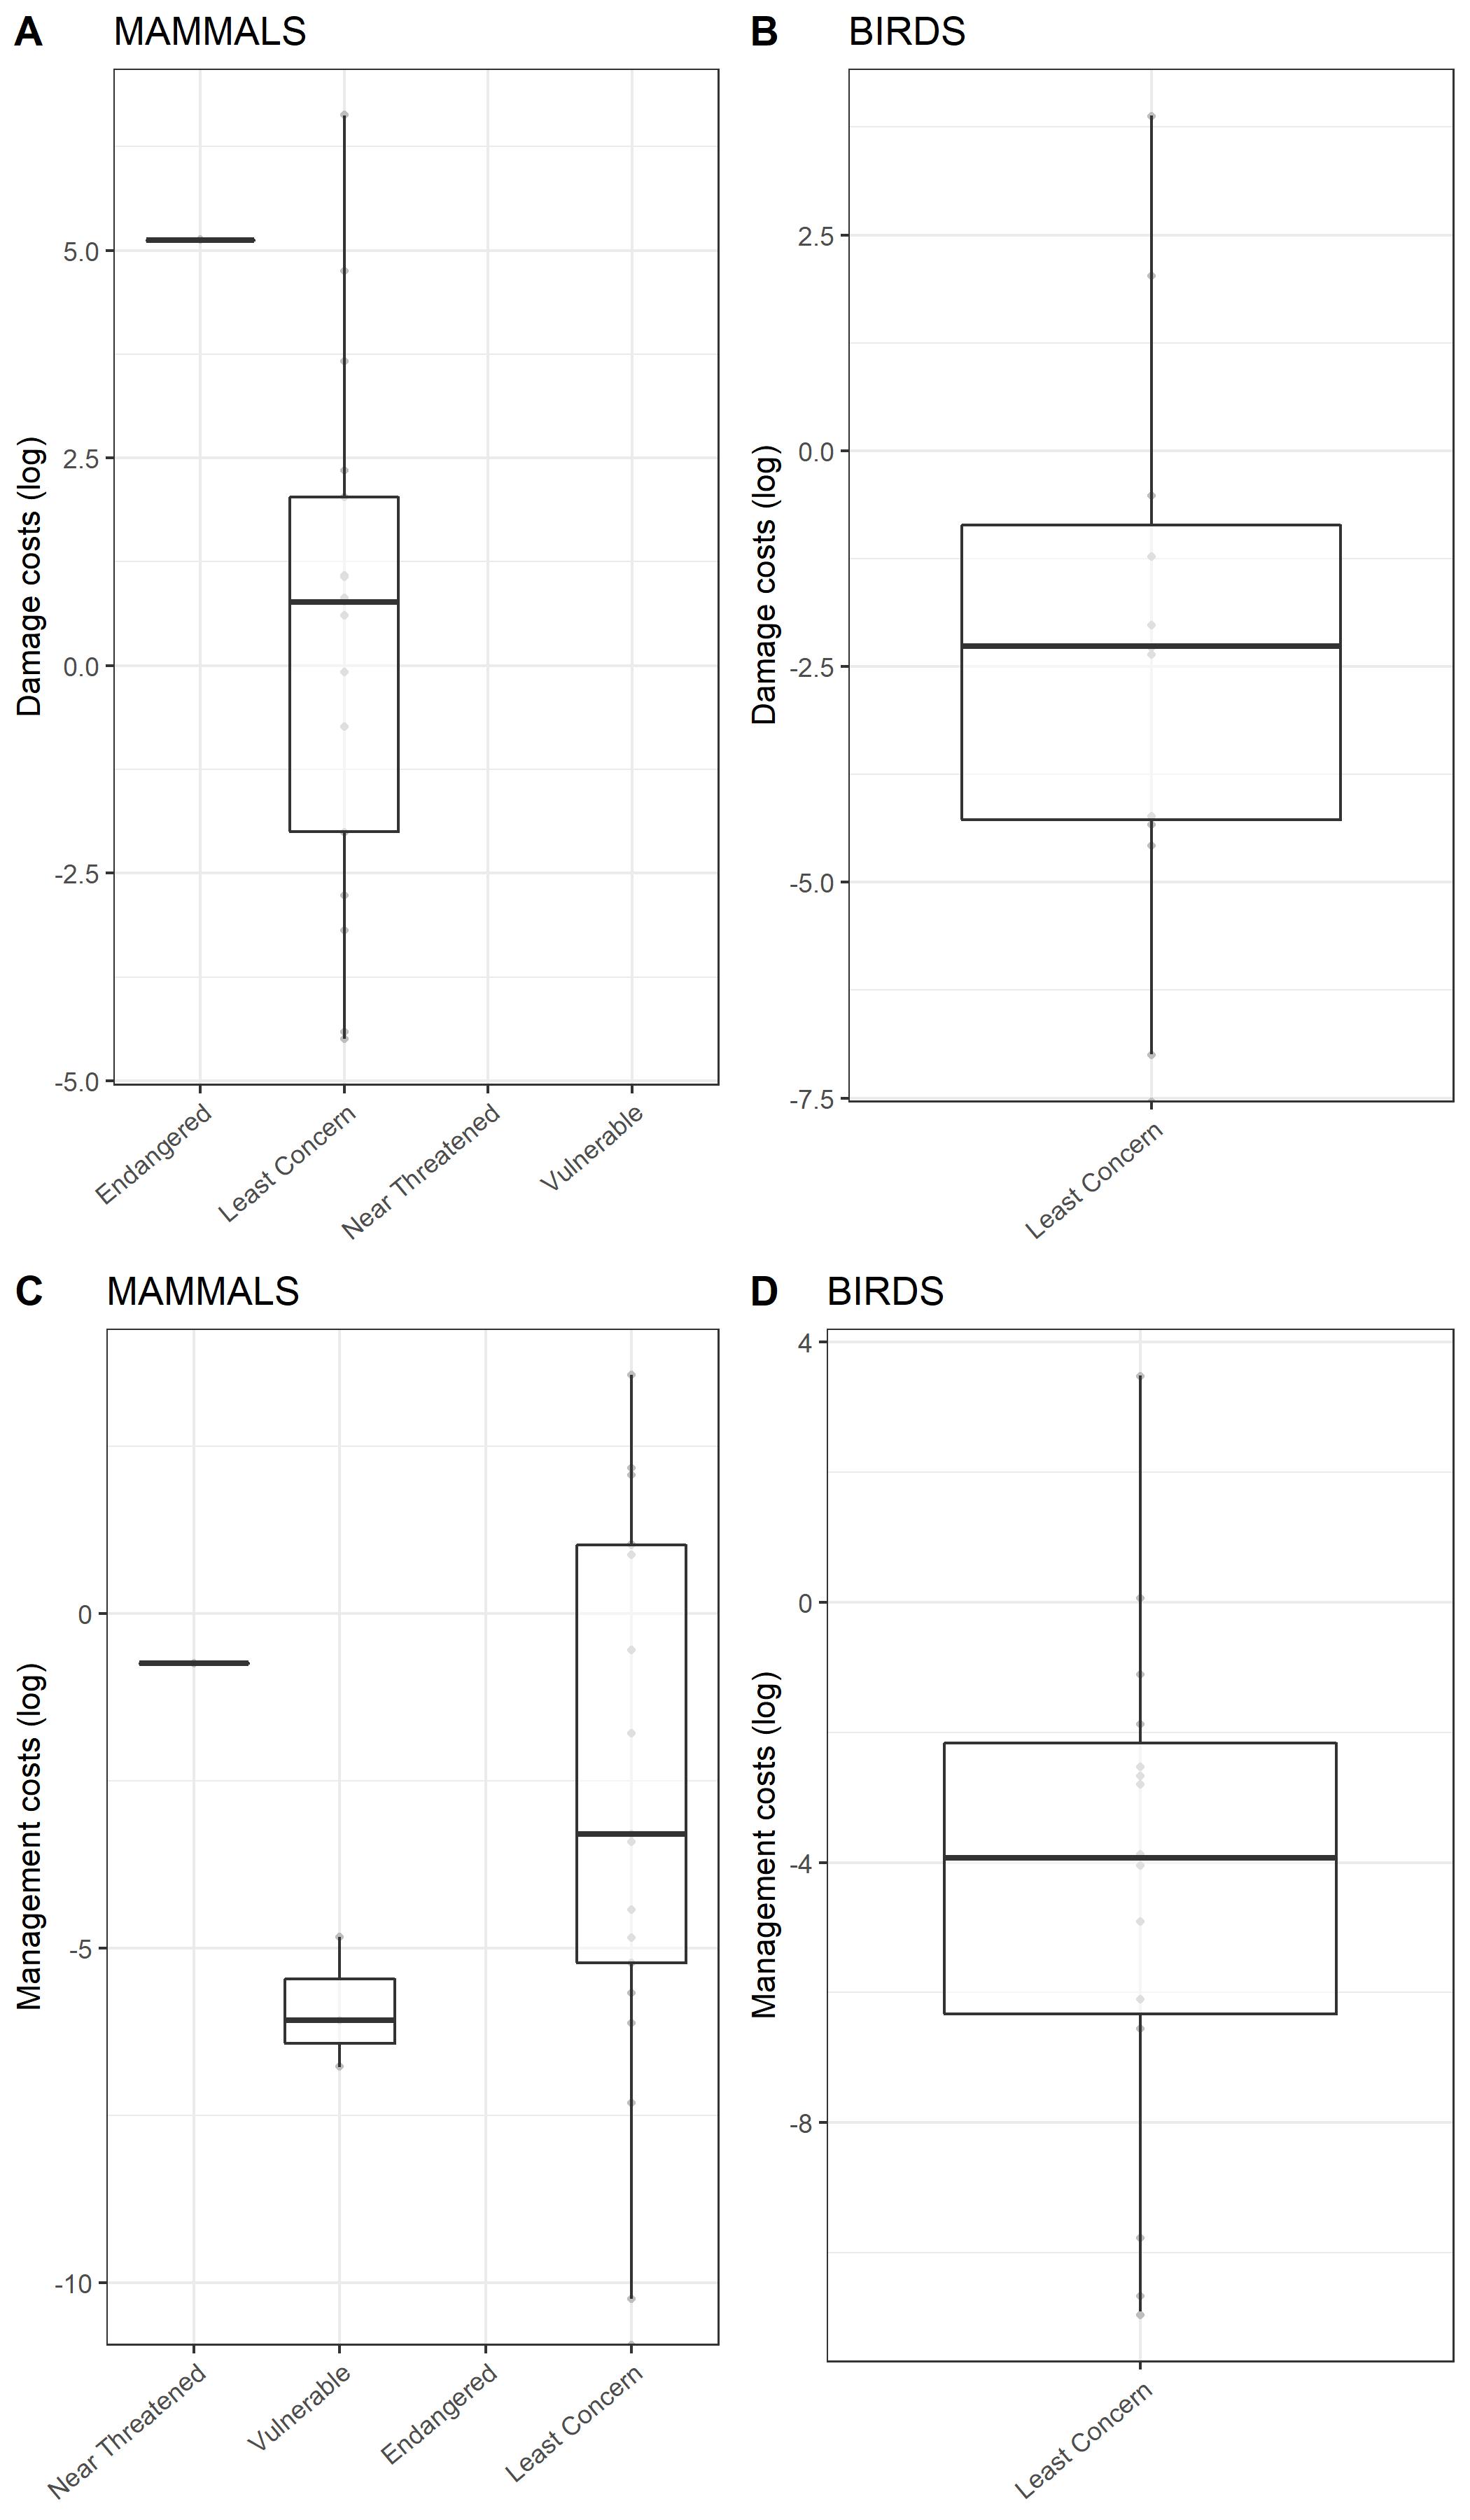 A MAMMALS
Damage costs (log)
5.0
2.5
0.0
-2.5
-5.0
Endangered
Least Concern
Near Threatened
Vulnerable
B BIRDS
Damage costs (log)
2.5
0.0
-2.5
-5.0
-7.5
Least Concern
C MAMMALS
Management costs (log)
0
-5
-10
Near Threatened
Vulnerable
Endangered
Least Concern
D BIRDS
Management costs (log)
4
0
-4
-8
Least Concern